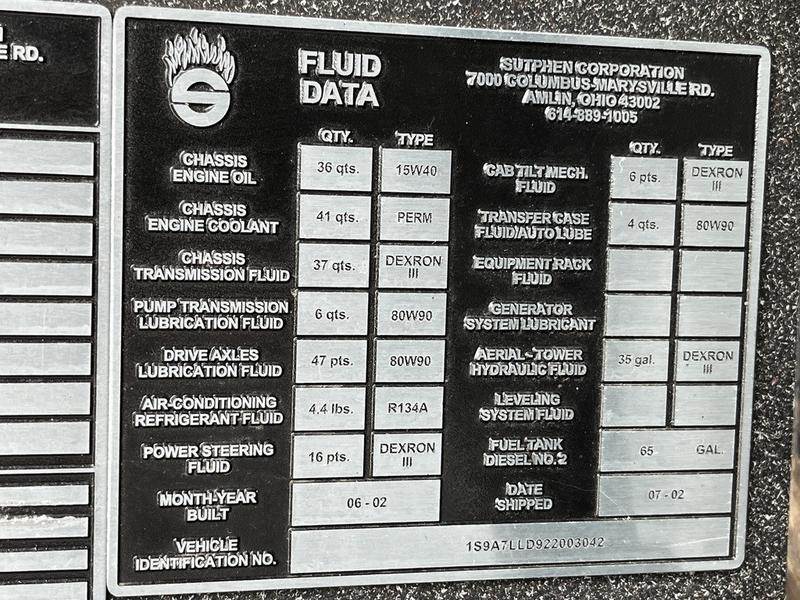 E RD.
S
FLUID
DATA
SUTPHEN CORPORATION
7000 COLUMBUS-MARYSVILLE RD.
AMLIN, OHIO 43002
614-889-1005
QTY. TYPE
CHASSIS
ENGINE OIL
36 qts. 15W40
CHASSIS
ENGINE COOLANT
41 qts. PERM
CHASSIS
TRANSMISSION FLUID
37 qts. DEXRON
III
PUMP TRANSMISSION
LUBRICATION FLUID
6 qts. 80W90
DRIVE AXLES
LUBRICATION FLUID
47 pts. 80W90
AIR-CONDITIONING
REFRIGERANT FLUID
4.4 lbs. R134A
POWER STEERING
FLUID
16 pts. DEXRON
III
MONTH-YEAR
BUILT
06 - 02
QTY. TYPE
CAB TILT MECH.
FLUID
6 pts. DEXRON
III
TRANSFER CASE
FLUID/AUTO LUBE
4 qts. 80W90
EQUIPMENT RACK
FLUID
GENERATOR
SYSTEM LUBRICANT
AERIAL-TOWER
HYDRAULIC FLUID
35 gal. DEXRON
III
LEVELING
SYSTEM FLUID
FUEL TANK
DIESEL NO.2
65 GAL.
DATE
SHIPPED
07 - 02
VEHICLE
IDENTIFICATION NO.
1S9A7LLD922003042